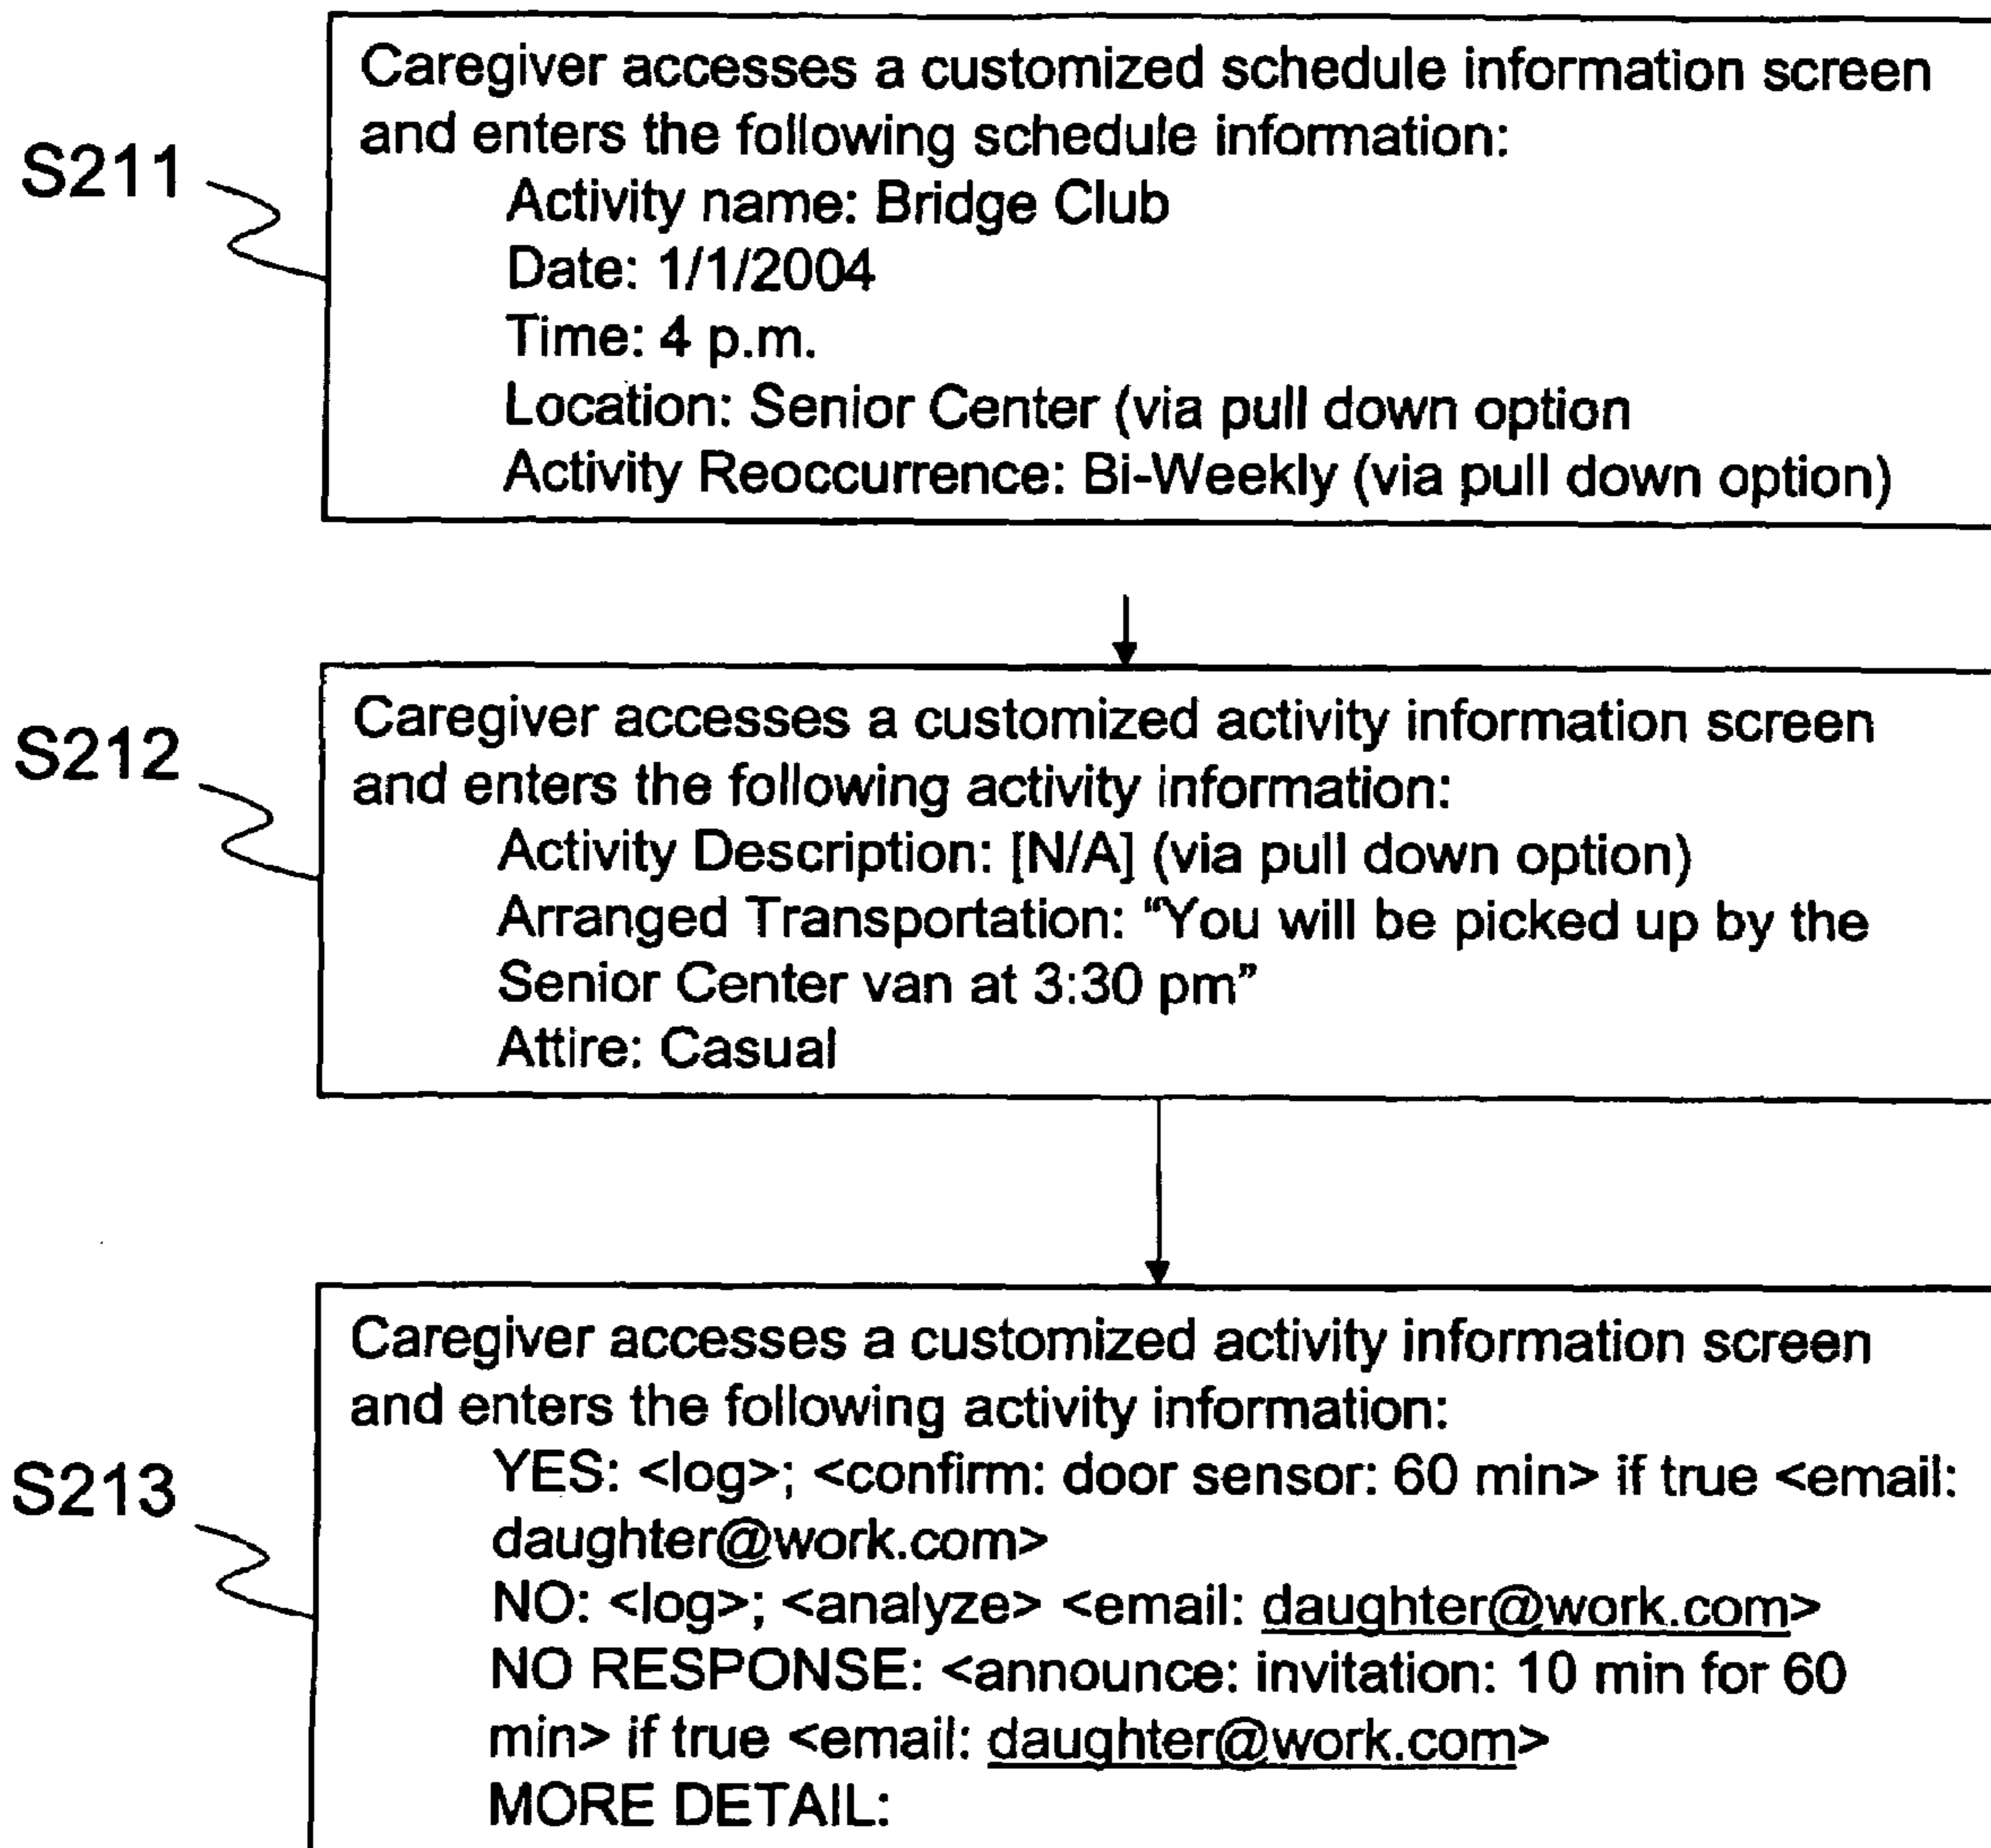 Caregiver accesses a customized schedule information screen
and enters the following schedule information:
S211
Activity name: Bridge Club
Date: 1/1/2004
Time: 4 p.m.
Location: Senior Center (via pull down option
Activity Reoccurrence: Bi-Weekly (via pull down option)
Caregiver accesses a customized activity information screen
S212
and enters the following activity information:
Activity Description: [N/A] (via pull down option)
Arranged Transportation: “You will be picked up by the
Senior Center van at 3:30 pm”
Attire: Casual
Caregiver accesses a customized activity information screen
and enters the following activity information:
S213
YES: <log>; <confirm: door sensor: 60 min> if true <email:
daughter@work.com>
NO: <log>; <analyze> <email: daughter@work.com>
NO RESPONSE: <announce: invitation: 10 min for 60
min> if true <email: daughter@work.com>
MORE DETAIL: